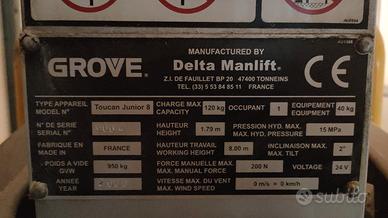 MANUFACTURED BY
GROVE Delta Manlift®
Z.I. DE FAUILLET BP 20 47400 TONNEINS
TEL. (33) 5 53 84 85 11 FRANCE
CE
TYPE APPAREIL Toucan Junior 8 CHARGE MAX 120 kg OCCUPANT 1 EQUIPEMENT 40 kg
MODEL N° CAPACITY EQUIPMENT
N° DE SERIE HAUTEUR 1.79 m PRESSION HYD. MAX. 15 MPa
SERIAL N° HEIGHT MAX. HYD. PRESSURE
FABRIQUE EN FRANCE HAUTEUR TRAVAIL 8.00 m INCLINAISON MAX. 2°
MADE IN WORKING HEIGHT MAX. TILT
POIDS A VIDE 950 kg FORCE MANUELLE MAX. 200 N VOLTAGE 24 V
GVW MAX. MANUAL FORCE
ANNEE VITESSE DU VENT MAX. 0 m/s = 0 km/h
YEAR MAX. WIND SPEED
subito